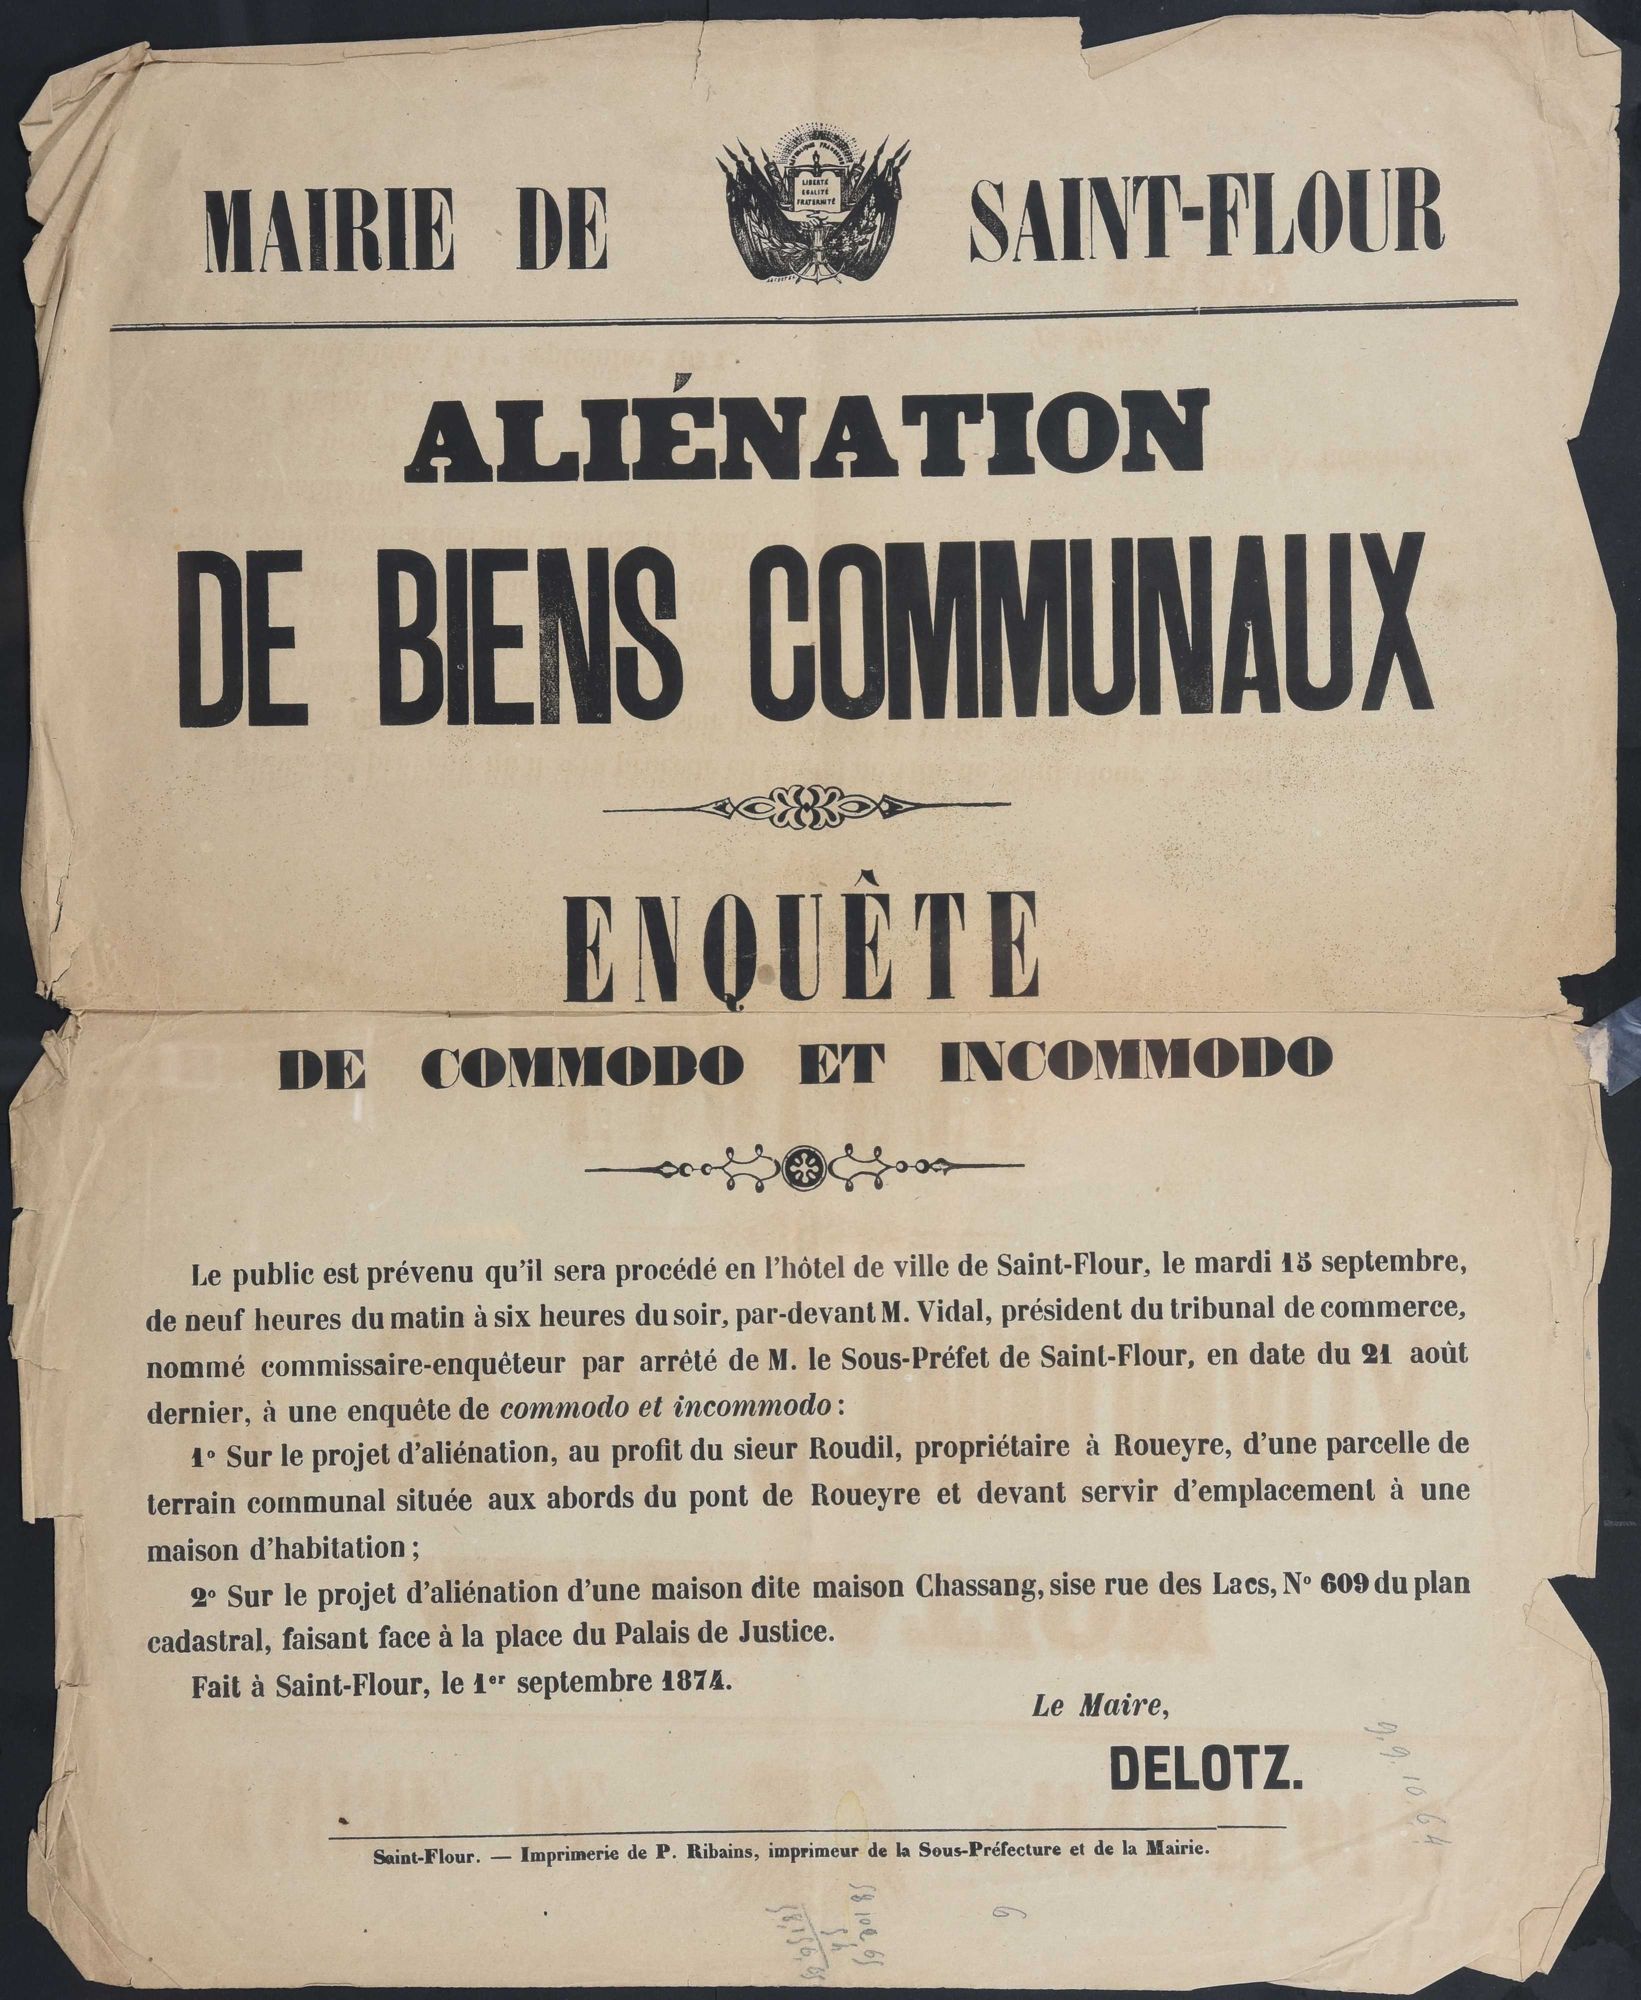 MAIRIE DE SAINT-FLOUR
RÉPUBLIQUE FRANÇAISE
LIBERTÉ
ÉGALITÉ
FRATERNITÉ
ALIÉNATION
DE BIENS COMMUNAUX
ENQUÊTE
DE COMMODO ET INCOMMODO
Le public est prévenu qu'il sera procédé en l'hôtel de ville de Saint-Flour, le mardi 15 septembre,
de neuf heures du matin à six heures du soir, par-devant M. Vidal, président du tribunal de commerce,
nommé commissaire-enquêteur par arrêté de M. le Sous-Préfet de Saint-Flour, en date du 21 août
dernier, à une enquête de commodo et incommodo :
1° Sur le projet d'aliénation, au profit du sieur Roudil, propriétaire à Roueyre, d'une parcelle de
terrain communal située aux abords du pont de Roueyre et devant servir d'emplacement à une
maison d'habitation ;
2° Sur le projet d'aliénation d'une maison dite maison Chassang, sise rue des Lacs, N° 609 du plan
cadastral, faisant face à la place du Palais de Justice.
Fait à Saint-Flour, le 1er septembre 1874.
Le Maire,
DELOTZ.
Saint-Flour. — Imprimerie de P. Ribains, imprimeur de la Sous-Préfecture et de la Mairie.
6